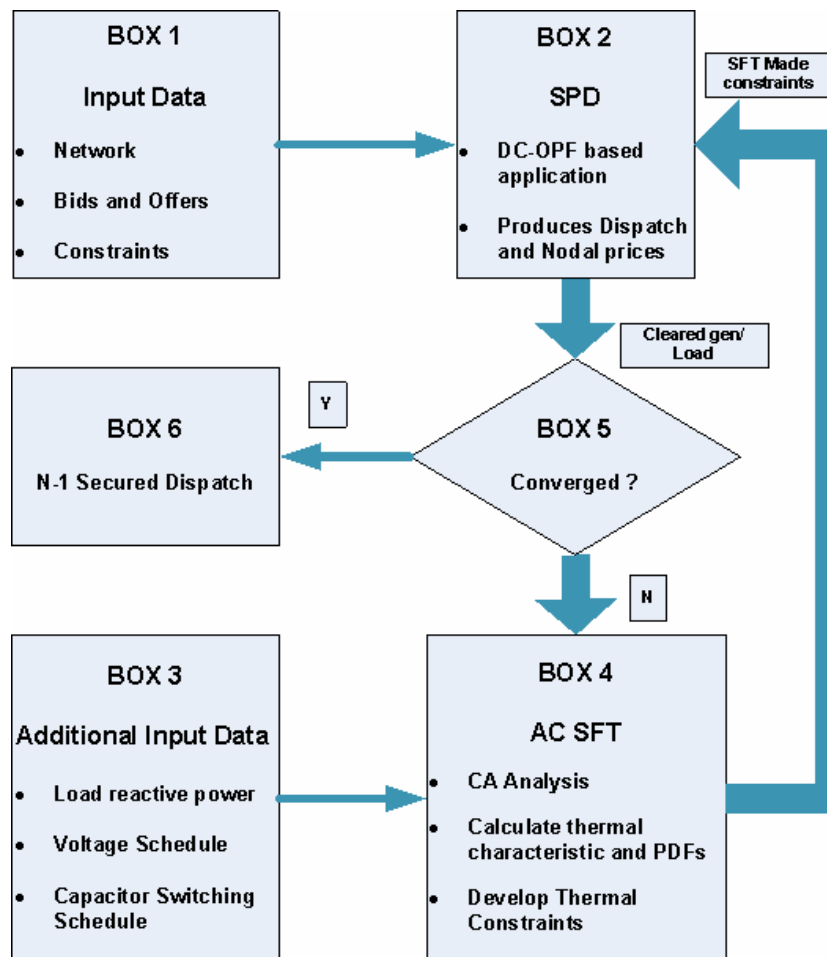 BOX 1
Input Data
• Network
• Bids and Offers
• Constraints
BOX 2
SPD
• DC-OPF based
application
• Produces Dispatch
and Nodal prices
SFT Made
constraints
Cleared gen/
Load
BOX 5
Converged ?
Y
BOX 6
N-1 Secured Dispatch
N
BOX 3
Additional Input Data
• Load reactive power
• Voltage Schedule
• Capacitor Switching
Schedule
BOX 4
AC SFT
• CA Analysis
• Calculate thermal
characteristic and PDFs
• Develop Thermal
Constraints